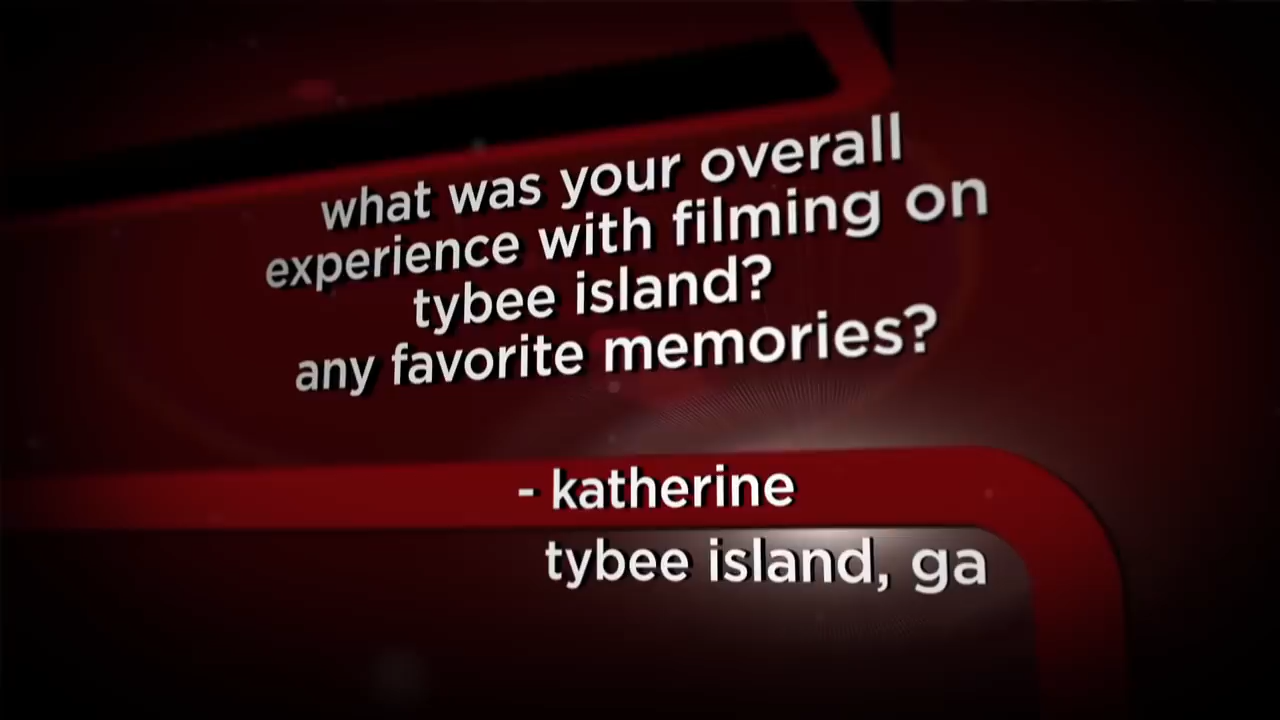 what was your overall
experience with filming on
tybee island?
any favorite memories?
- katherine
tybee island, ga